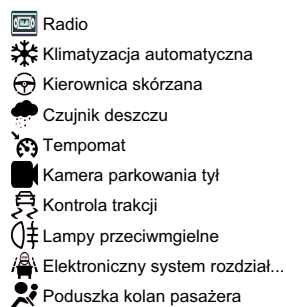 Radio
Klimatyzacja automatyczna
Kierownica skórzana
Czujnik deszczu
Tempomat
Kamera parkowania tył
Kontrola trakcji
Lampy przeciwmgielne
Elektroniczny system rozdział...
Poduszka kolan pasażera